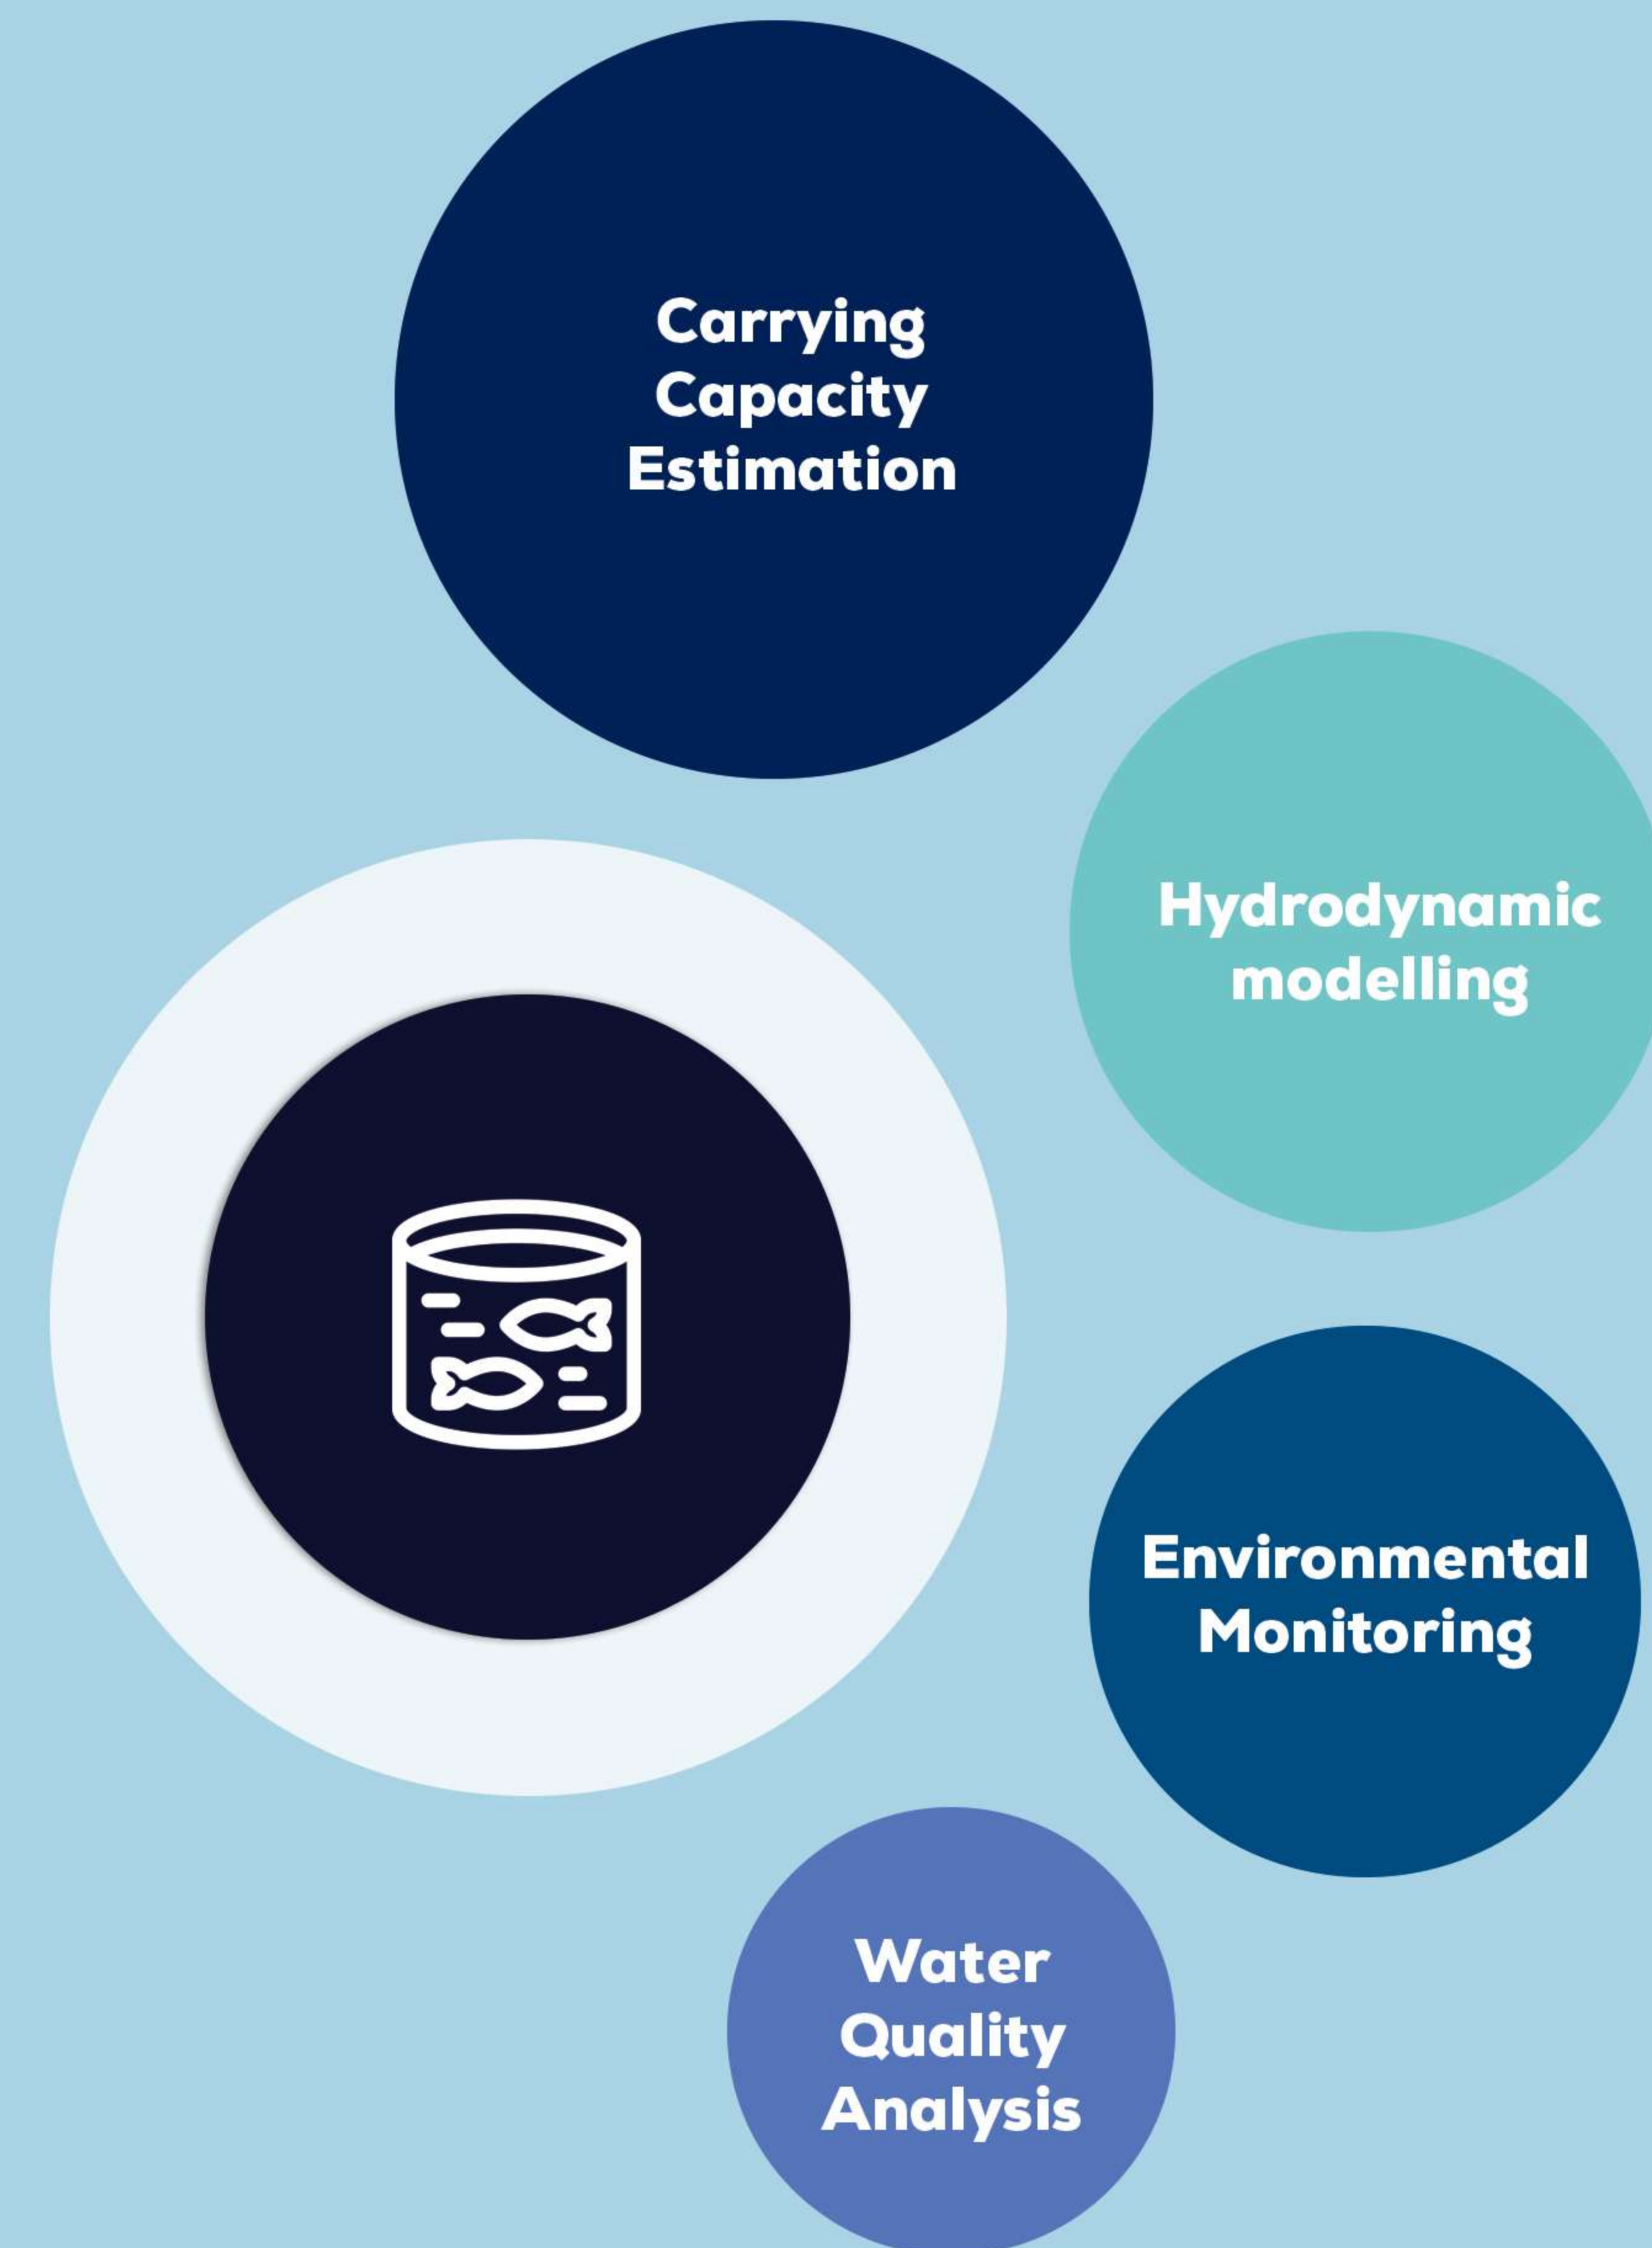 Carrying
Capacity
Estimation
Hydrodynamic
modelling
Environmental
Monitoring
Water
Quality
Analysis